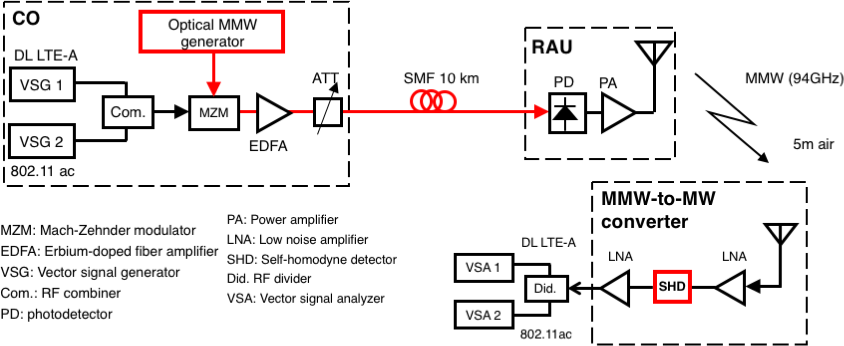 CO
Optical MMW
generator
DL LTE-A
VSG 1
VSG 2
802.11 ac
Com.
MZM
EDFA
ATT
SMF 10 km
RAU
PD
PA
MMW (94GHz)
5m air
MMW-to-MW
converter
LNA
SHD
LNA
DL LTE-A
VSA 1
VSA 2
Did.
802.11ac
MZM: Mach-Zehnder modulator
EDFA: Erbium-doped fiber amplifier
VSG: Vector signal generator
Com.: RF combiner
PD: photodetector
PA: Power amplifier
LNA: Low noise amplifier
SHD: Self-homodyne detector
Did. RF divider
VSA: Vector signal analyzer